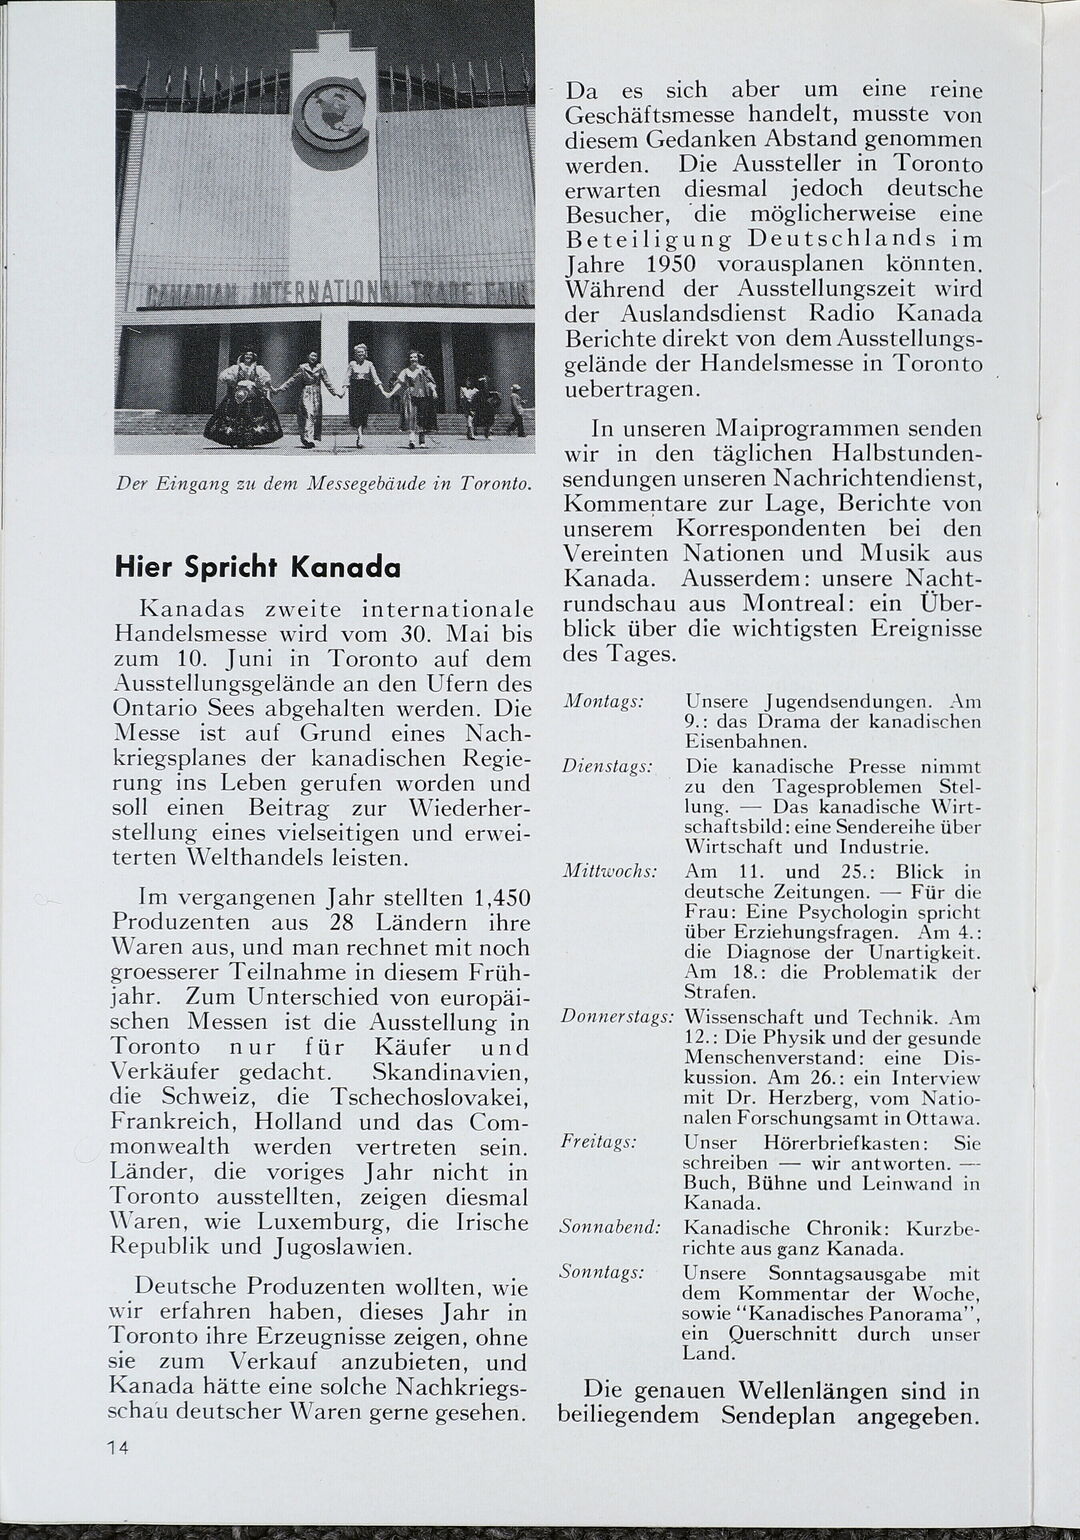 CANADIAN INTERNATIONAL TRADE FAIR
Der Eingang zu dem Messegebäude in Toronto.
Hier Spricht Kanada
Kanadas zweite internationale
Handelsmesse wird vom 30. Mai bis
zum 10. Juni in Toronto auf dem
Ausstellungsgelände an den Ufern des
Ontario Sees abgehalten werden. Die
Messe ist auf Grund eines Nach-
kriegsplanes der kanadischen Regie-
rung ins Leben gerufen worden und
soll einen Beitrag zur Wiederher-
stellung eines vielseitigen und erwei-
terten Welthandels leisten.
Im vergangenen Jahr stellten 1,450
Produzenten aus 28 Ländern ihre
Waren aus, und man rechnet mit noch
groesserer Teilnahme in diesem Früh-
jahr. Zum Unterschied von europäi-
schen Messen ist die Ausstellung in
Toronto nur für Käufer und
Verkäufer gedacht. Skandinavien,
die Schweiz, die Tschechoslovakei,
Frankreich, Holland und das Com-
monwealth werden vertreten sein.
Länder, die voriges Jahr nicht in
Toronto ausstellten, zeigen diesmal
Waren, wie Luxemburg, die Irische
Republik und Jugoslawien.
Deutsche Produzenten wollten, wie
wir erfahren haben, dieses Jahr in
Toronto ihre Erzeugnisse zeigen, ohne
sie zum Verkauf anzubieten, und
Kanada hätte eine solche Nachkriegs-
schau deutscher Waren gerne gesehen.
14
Da es sich aber um eine reine
Geschäftsmesse handelt, musste von
diesem Gedanken Abstand genommen
werden. Die Aussteller in Toronto
erwarten diesmal jedoch deutsche
Besucher, die möglicherweise eine
Beteiligung Deutschlands im
Jahre 1950 vorausplanen könnten.
Während der Ausstellungszeit wird
der Auslandsdienst Radio Kanada
Berichte direkt von dem Ausstellungs-
gelände der Handelsmesse in Toronto
uebertragen.
In unseren Maiprogrammen senden
wir in den täglichen Halbstunden-
sendungen unseren Nachrichtendienst,
Kommentare zur Lage, Berichte von
unserem Korrespondenten bei den
Vereinten Nationen und Musik aus
Kanada. Ausserdem: unsere Nacht-
rundschau aus Montreal: ein Über-
blick über die wichtigsten Ereignisse
des Tages.
Montags: Unsere Jugendsendungen. Am
9.: das Drama der kanadischen
Eisenbahnen.
Dienstags: Die kanadische Presse nimmt
zu den Tagesproblemen Stel-
lung. — Das kanadische Wirt-
schaftsbild: eine Sendereihe über
Wirtschaft und Industrie.
Mittwochs: Am 11. und 25.: Blick in
deutsche Zeitungen. — Für die
Frau: Eine Psychologin spricht
über Erziehungsfragen. Am 4.:
die Diagnose der Unartigkeit.
Am 18.: die Problematik der
Strafen.
Donnerstags: Wissenschaft und Technik. Am
12.: Die Physik und der gesunde
Menschenverstand: eine Dis-
kussion. Am 26.: ein Interview
mit Dr. Herzberg, vom Natio-
nalen Forschungsamt in Ottawa.
Freitags: Unser Hörerbriefkasten: Sie
schreiben — wir antworten. —
Buch, Bühne und Leinwand in
Kanada.
Sonnabend: Kanadische Chronik: Kurzbe-
richte aus ganz Kanada.
Sonntags: Unsere Sonntagsausgabe mit
dem Kommentar der Woche,
sowie "Kanadisches Panorama",
ein Querschnitt durch unser
Land.
Die genauen Wellenlängen sind in
beiliegendem Sendeplan angegeben.